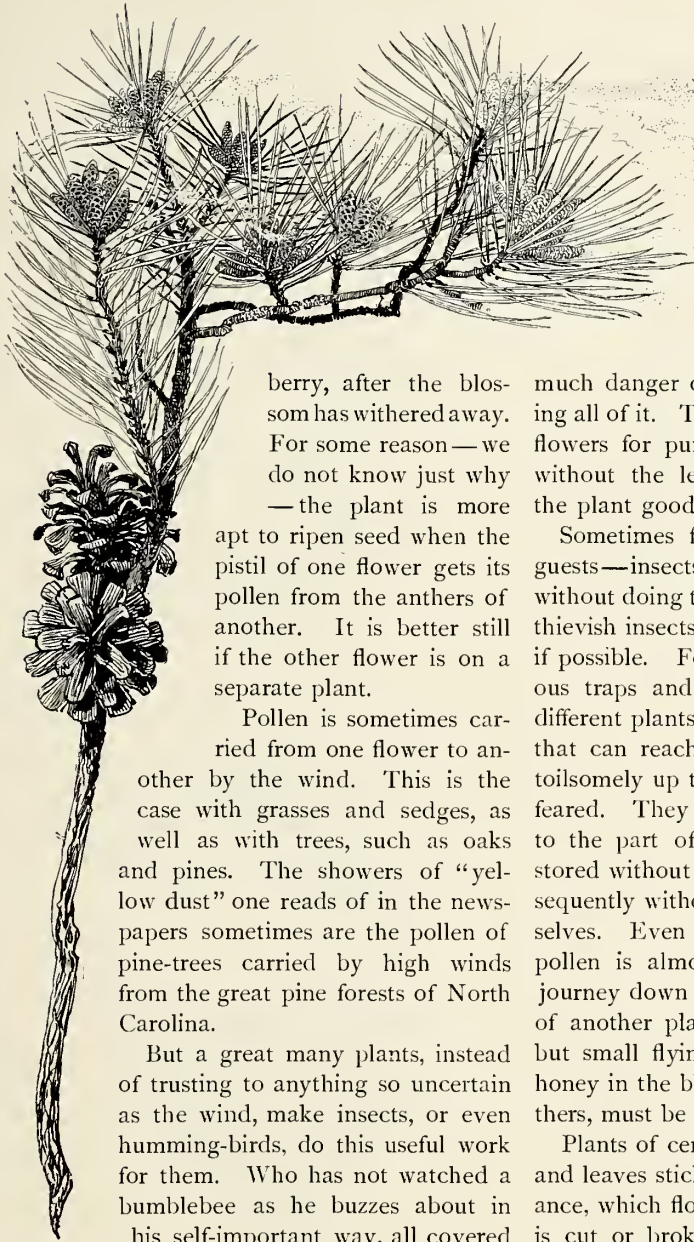 berry, after the blos-
som has withered away.
For some reason—we
do not know just why
—the plant is more
apt to ripen seed when the
pistil of one flower gets its
pollen from the anthers of
another. It is better still
if the other flower is on a
separate plant.
Pollen is sometimes car-
ried from one flower to an-
other by the wind. This is the
case with grasses and sedges, as
well as with trees, such as oaks
and pines. The showers of “yel-
low dust” one reads of in the news-
papers sometimes are the pollen of
pine-trees carried by high winds
from the great pine forests of North
Carolina.
But a great many plants, instead
of trusting to anything so uncertain
as the wind, make insects, or even
humming-birds, do this useful work
for them. Who has not watched a
bumblebee as he buzzes about in
his self-important way, all covered
much danger
ing all of it.
flowers for
without the
the plant good
Sometimes
guests—insects
without doing
thievish insects
if possible.
ous traps and
different plants
that can reach
toilsomely up
feared. They
to the part of
stored without
sequently
selves. Even
pollen is
journey down
of another
but small
honey in the
thers, must be
Plants of
and leaves
ance, which
is cut or